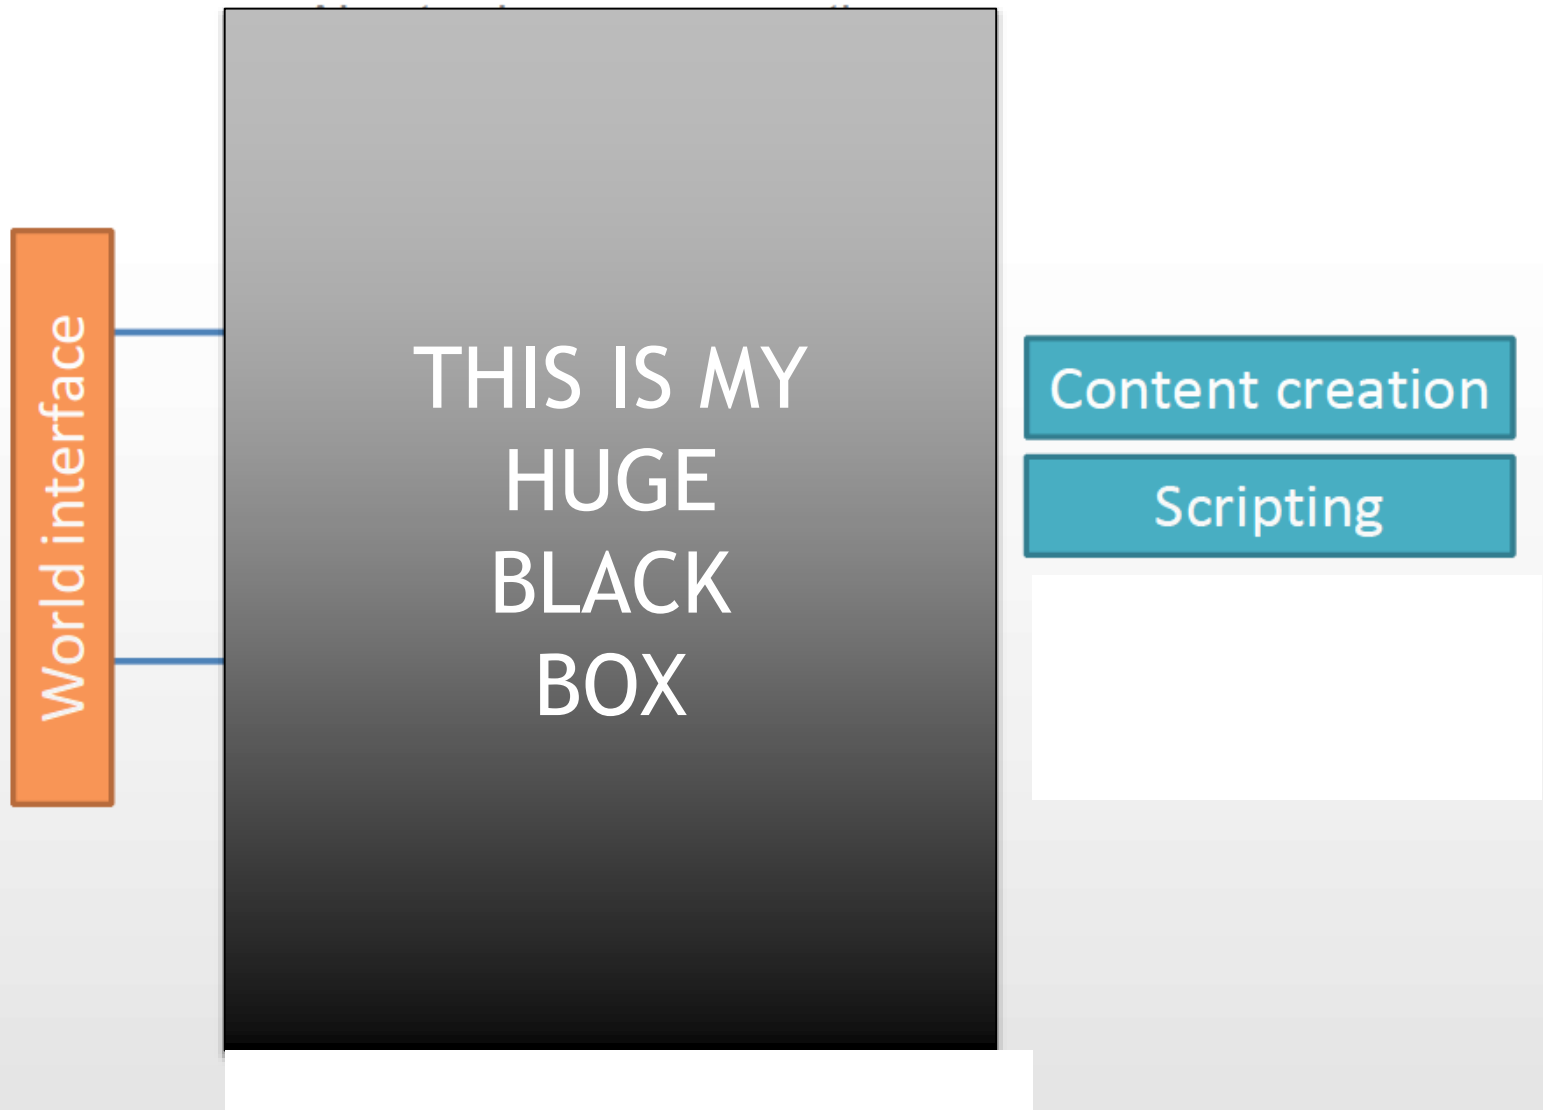 World interface
THIS IS MY
HUGE
BLACK
BOX
Content creation
Scripting